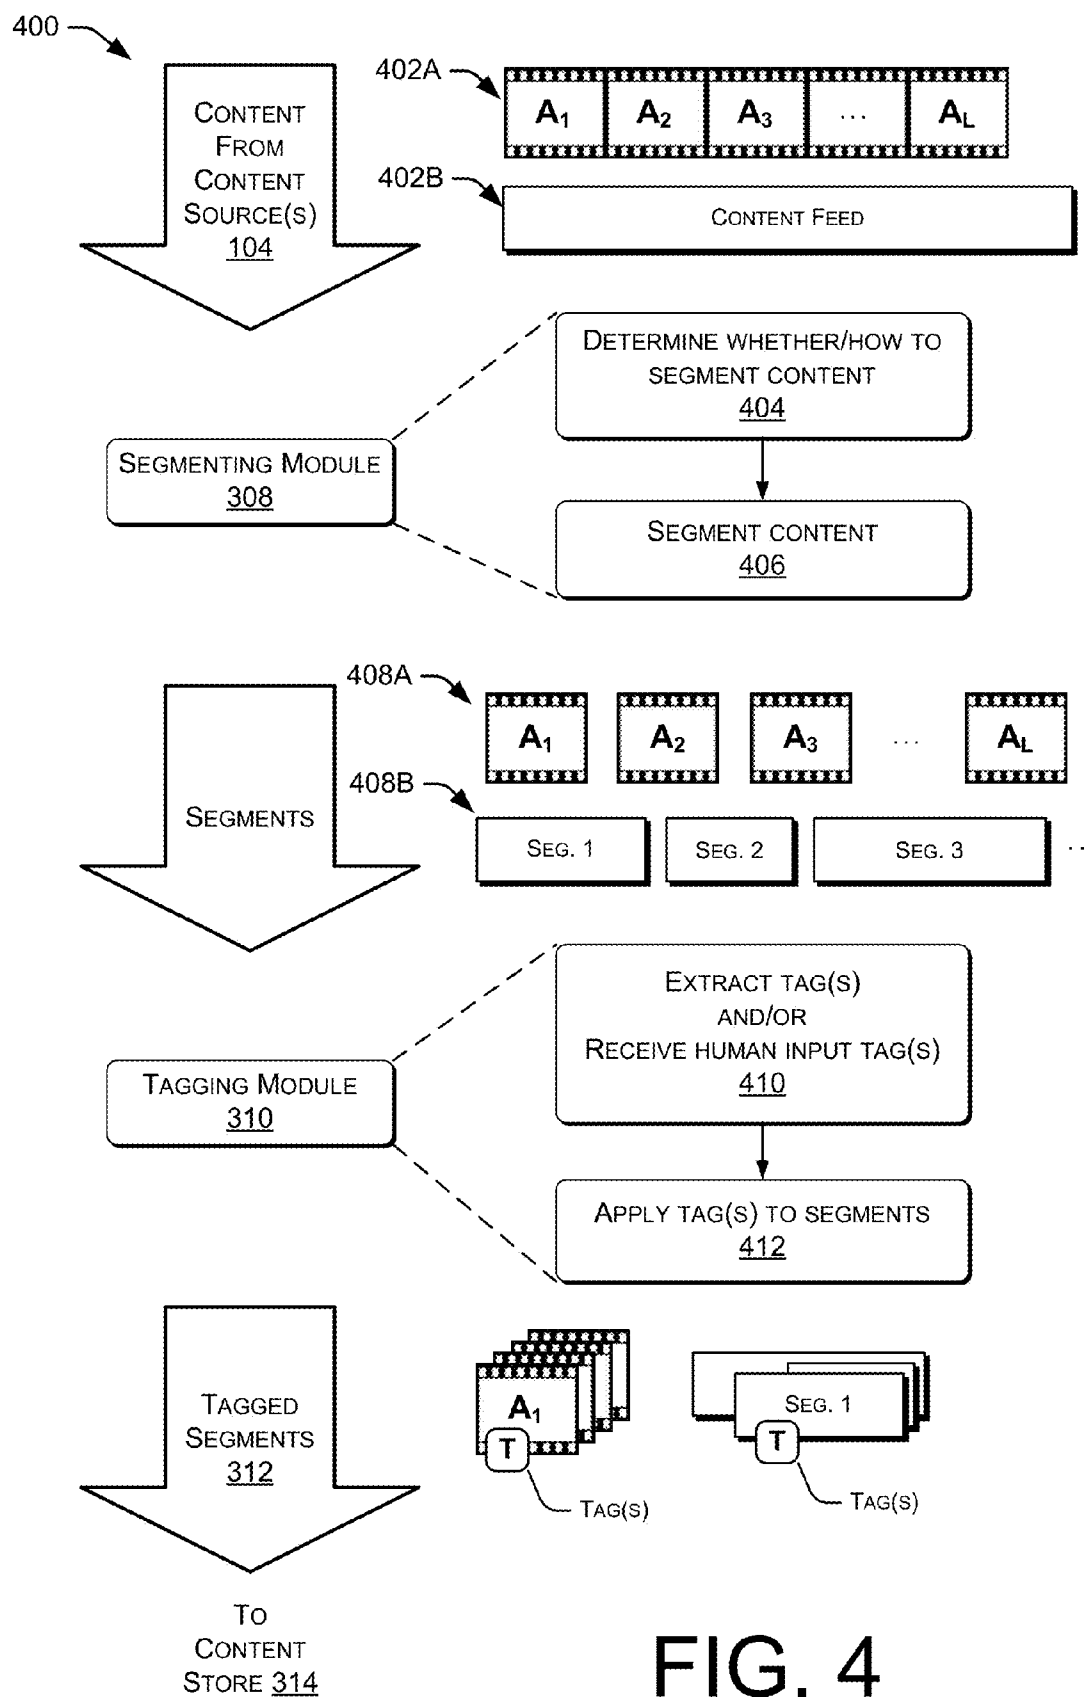 400
CONTENT
FROM
CONTENT
SOURCE(S)
104
402A
A1 A2 A3 ... AL
402B
CONTENT FEED
DETERMINE WHETHER/HOW TO
SEGMENT CONTENT
404
SEGMENTING MODULE
308
SEGMENT CONTENT
406
SEGMENTS
408A
A1 A2 A3 ... AL
408B
SEG. 1 SEG. 2 SEG. 3 ..
EXTRACT TAG(S)
AND/OR
RECEIVE HUMAN INPUT TAG(S)
410
TAGGING MODULE
310
APPLY TAG(S) TO SEGMENTS
412
TAGGED
SEGMENTS
312
A1
T
TAG(S)
SEG. 1
T
TAG(S)
TO
CONTENT
STORE 314
FIG. 4